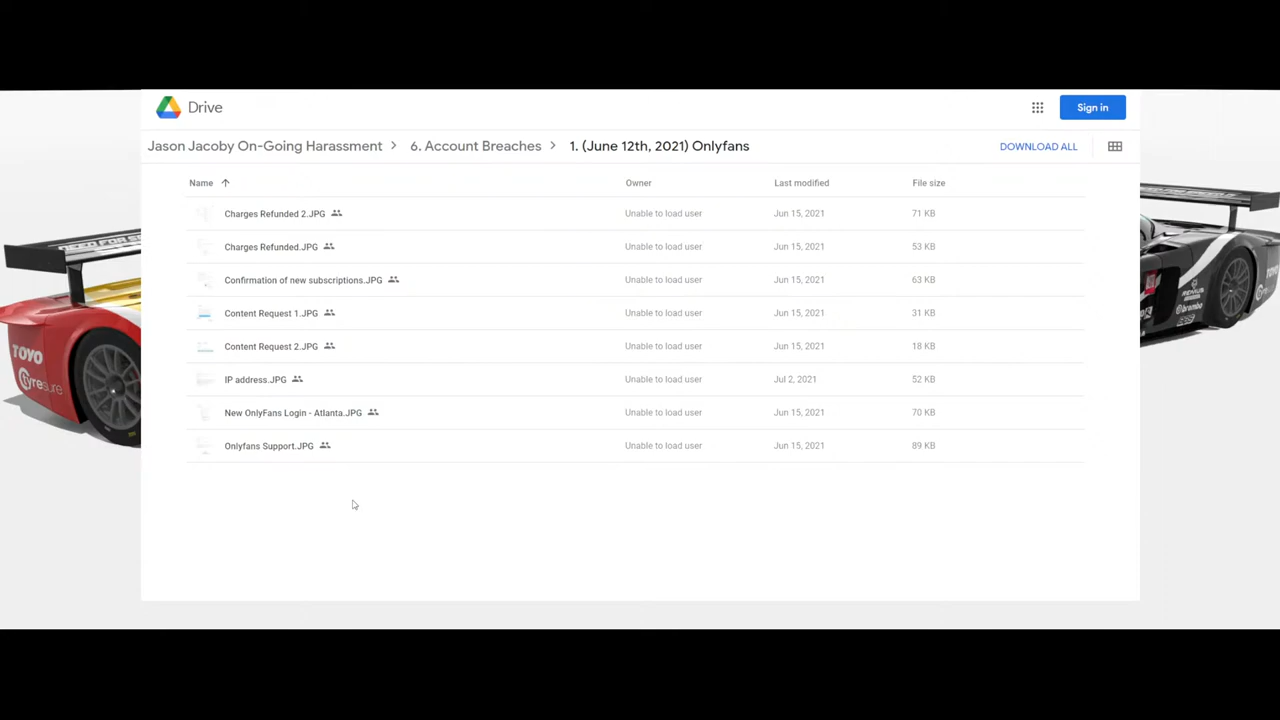 Drive
Sign in
Jason Jacoby On-Going Harassment > 6. Account Breaches > 1. (June 12th, 2021) Onlyfans
DOWNLOAD ALL
Name Owner Last modified File size
Charges Refunded 2.JPG Unable to load user Jun 15, 2021 71 KB
Charges Refunded.JPG Unable to load user Jun 15, 2021 53 KB
Confirmation of new subscriptions.JPG Unable to load user Jun 15, 2021 63 KB
Content Request 1.JPG Unable to load user Jun 15, 2021 31 KB
Content Request 2.JPG Unable to load user Jun 15, 2021 18 KB
IP address.JPG Unable to load user Jul 2, 2021 52 KB
New OnlyFans Login - Atlanta.JPG Unable to load user Jun 15, 2021 70 KB
Onlyfans Support.JPG Unable to load user Jun 15, 2021 89 KB
NEED FOR
TOYO
tyresure
REMUS
brembo
TOYO